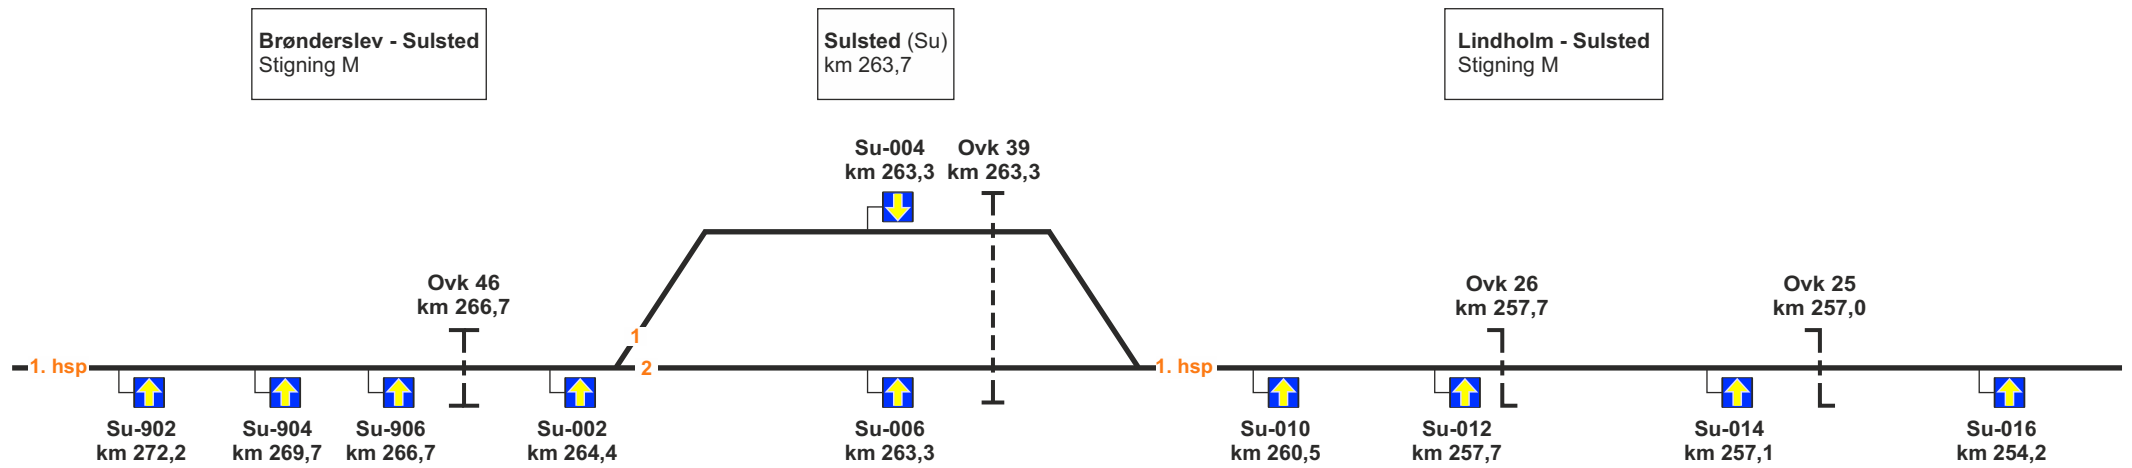 Brønderslev - Sulsted
Stigning M
Sulsted (Su)
km 263,7
Lindholm - Sulsted
Stigning M
Su-004
km 263,3
Ovk 39
km 263,3
Ovk 46
km 266,7
Ovk 26
km 257,7
Ovk 25
km 257,0
1
1. hsp
2
1. hsp
Su-902
km 272,2
Su-904
km 269,7
Su-906
km 266,7
Su-002
km 264,4
Su-006
km 263,3
Su-010
km 260,5
Su-012
km 257,7
Su-014
km 257,1
Su-016
km 254,2